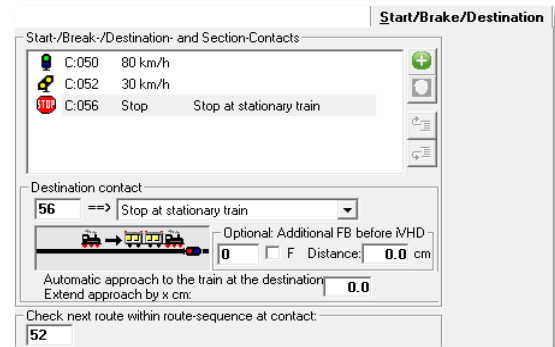 Start/Brake/Destination
Start-/Break-/Destination- and Section-Contacts
C:050 80 km/h
C:052 30 km/h
STOP C:056 Stop Stop at stationary train
Destination contact
56 ==> Stop at stationary train
Optional: Additional FB before iVHD
0 F Distance: 0.0 cm
Automatic approach to the train at the destination
Extend approach by x cm: 0.0
Check next route within route-sequence at contact:
52